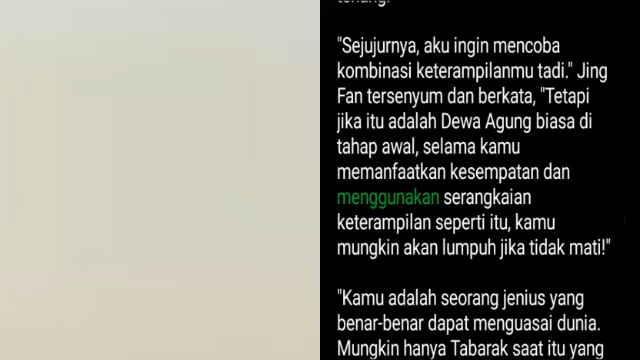 tenang.
"Sejujurnya, aku ingin mencoba
kombinasi keterampilanmu tadi." Jing
Fan tersenyum dan berkata, "Tetapi
jika itu adalah Dewa Agung biasa di
tahap awal, selama kamu
memanfaatkan kesempatan dan
menggunakan serangkaian
keterampilan seperti itu, kamu
mungkin akan lumpuh jika tidak mati!"
"Kamu adalah seorang jenius yang
benar-benar dapat menguasai dunia.
Mungkin hanya Tabarak saat itu yang